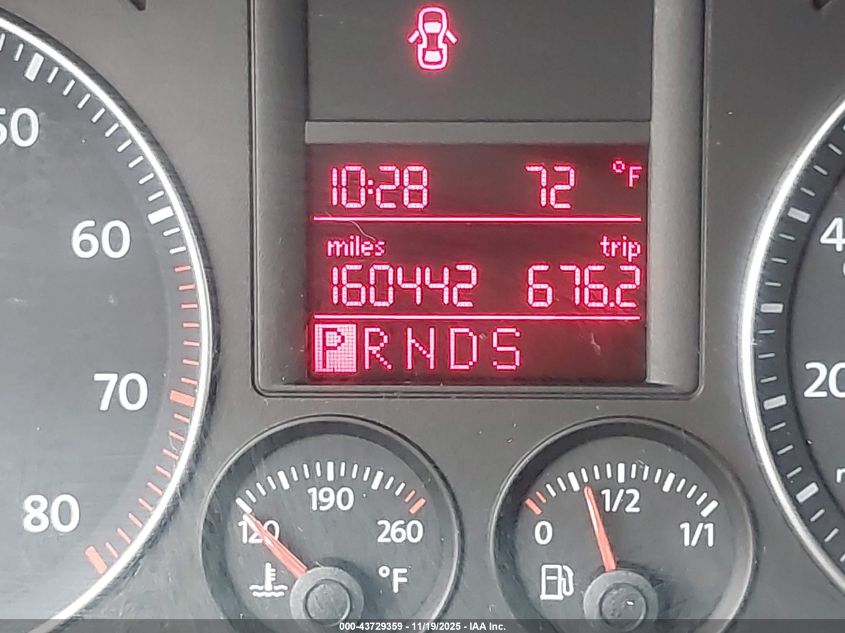 10:28 72 °F
miles trip
160442 676.2
P R N D S
50
60
70
80
120 190 260
°F
0 1/2 1/1
20
000-43729359 - 11/19/2025 - IAA Inc.